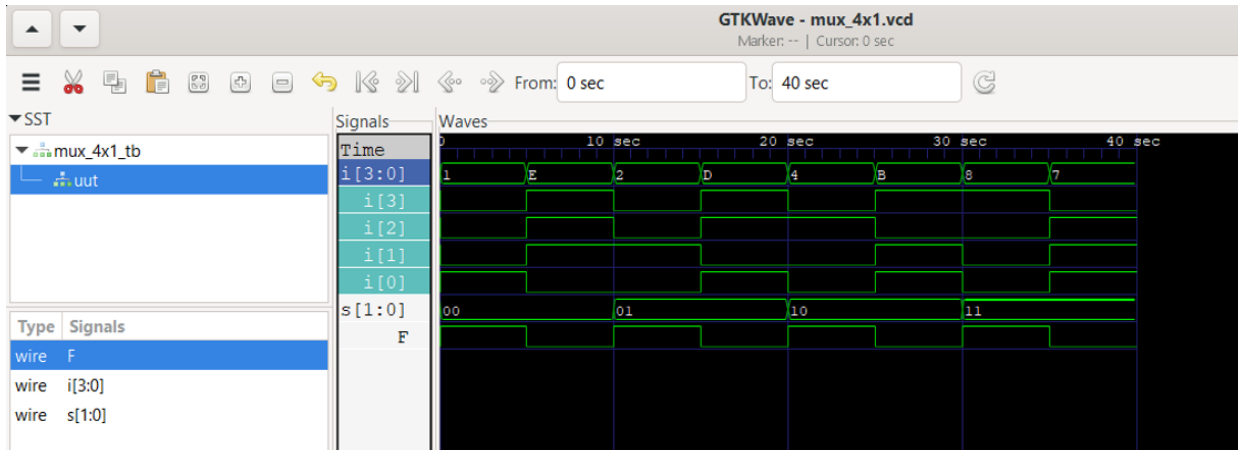 GTKWave - mux_4x1.vcd
Marker: -- | Cursor: 0 sec
From: 0 sec To: 40 sec
SST
mux_4x1_tb
uut
Type Signals
wire F
wire i[3:0]
wire s[1:0]
Signals
Time
i[3:0]
i[3]
i[2]
i[1]
i[0]
s[1:0]
F
Waves
0 10 sec 20 sec 30 sec 40 sec
1 E 2 D 4 B 8 7
00 01 10 11